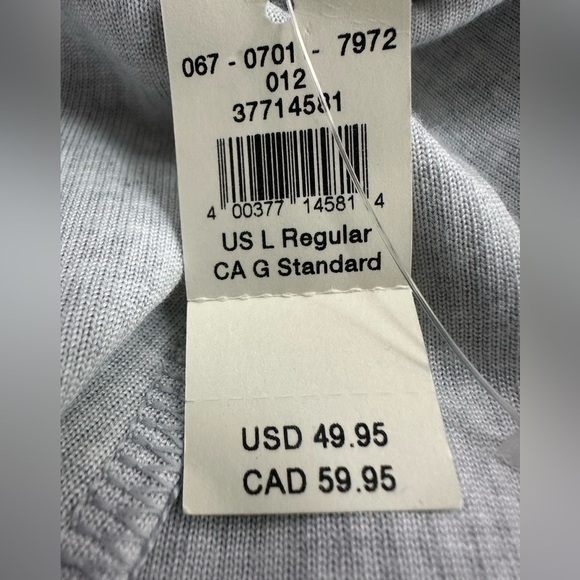 067 - 0701 - 7972
012
37714581
4 00377 14581 4
US L Regular
CA G Standard
USD 49.95
CAD 59.95